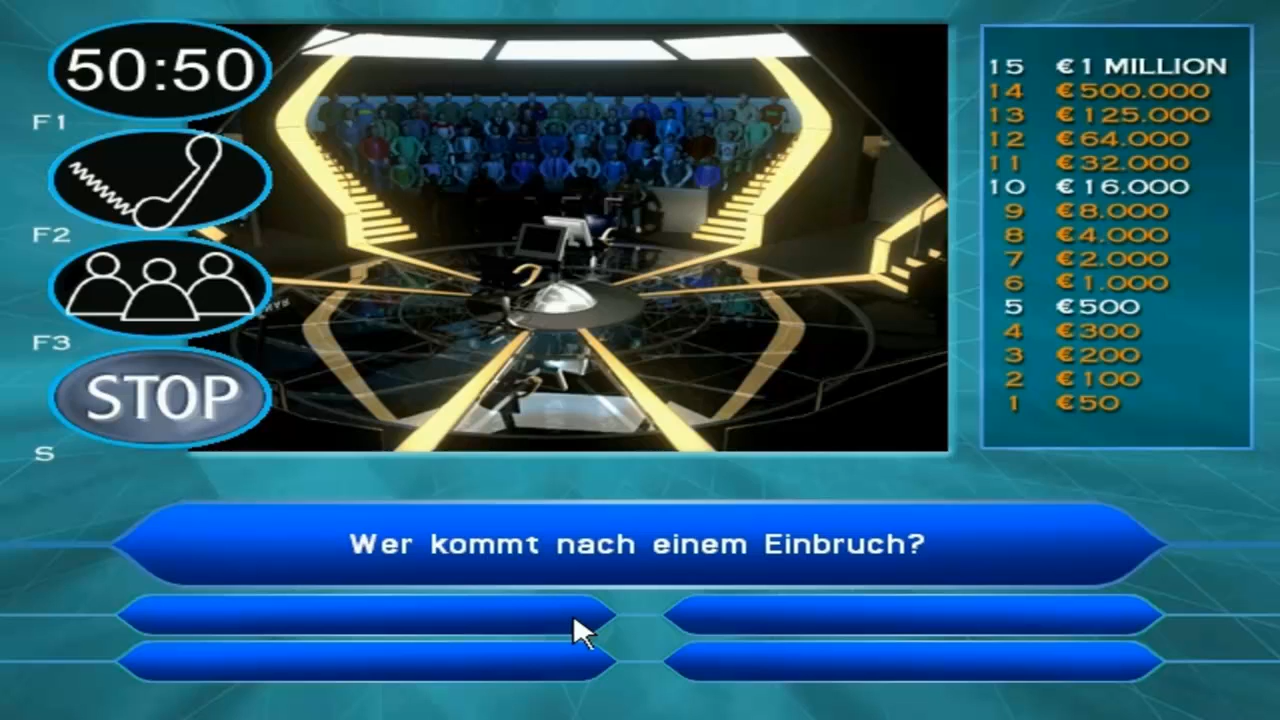 50:50
F1
F2
F3
STOP
S
15 € 1 MILLION
14 € 500.000
13 € 125.000
12 € 64.000
11 € 32.000
10 € 16.000
9 € 8.000
8 € 4.000
7 € 2.000
6 € 1.000
5 € 500
4 € 300
3 € 200
2 € 100
1 € 50
Wer kommt nach einem Einbruch?